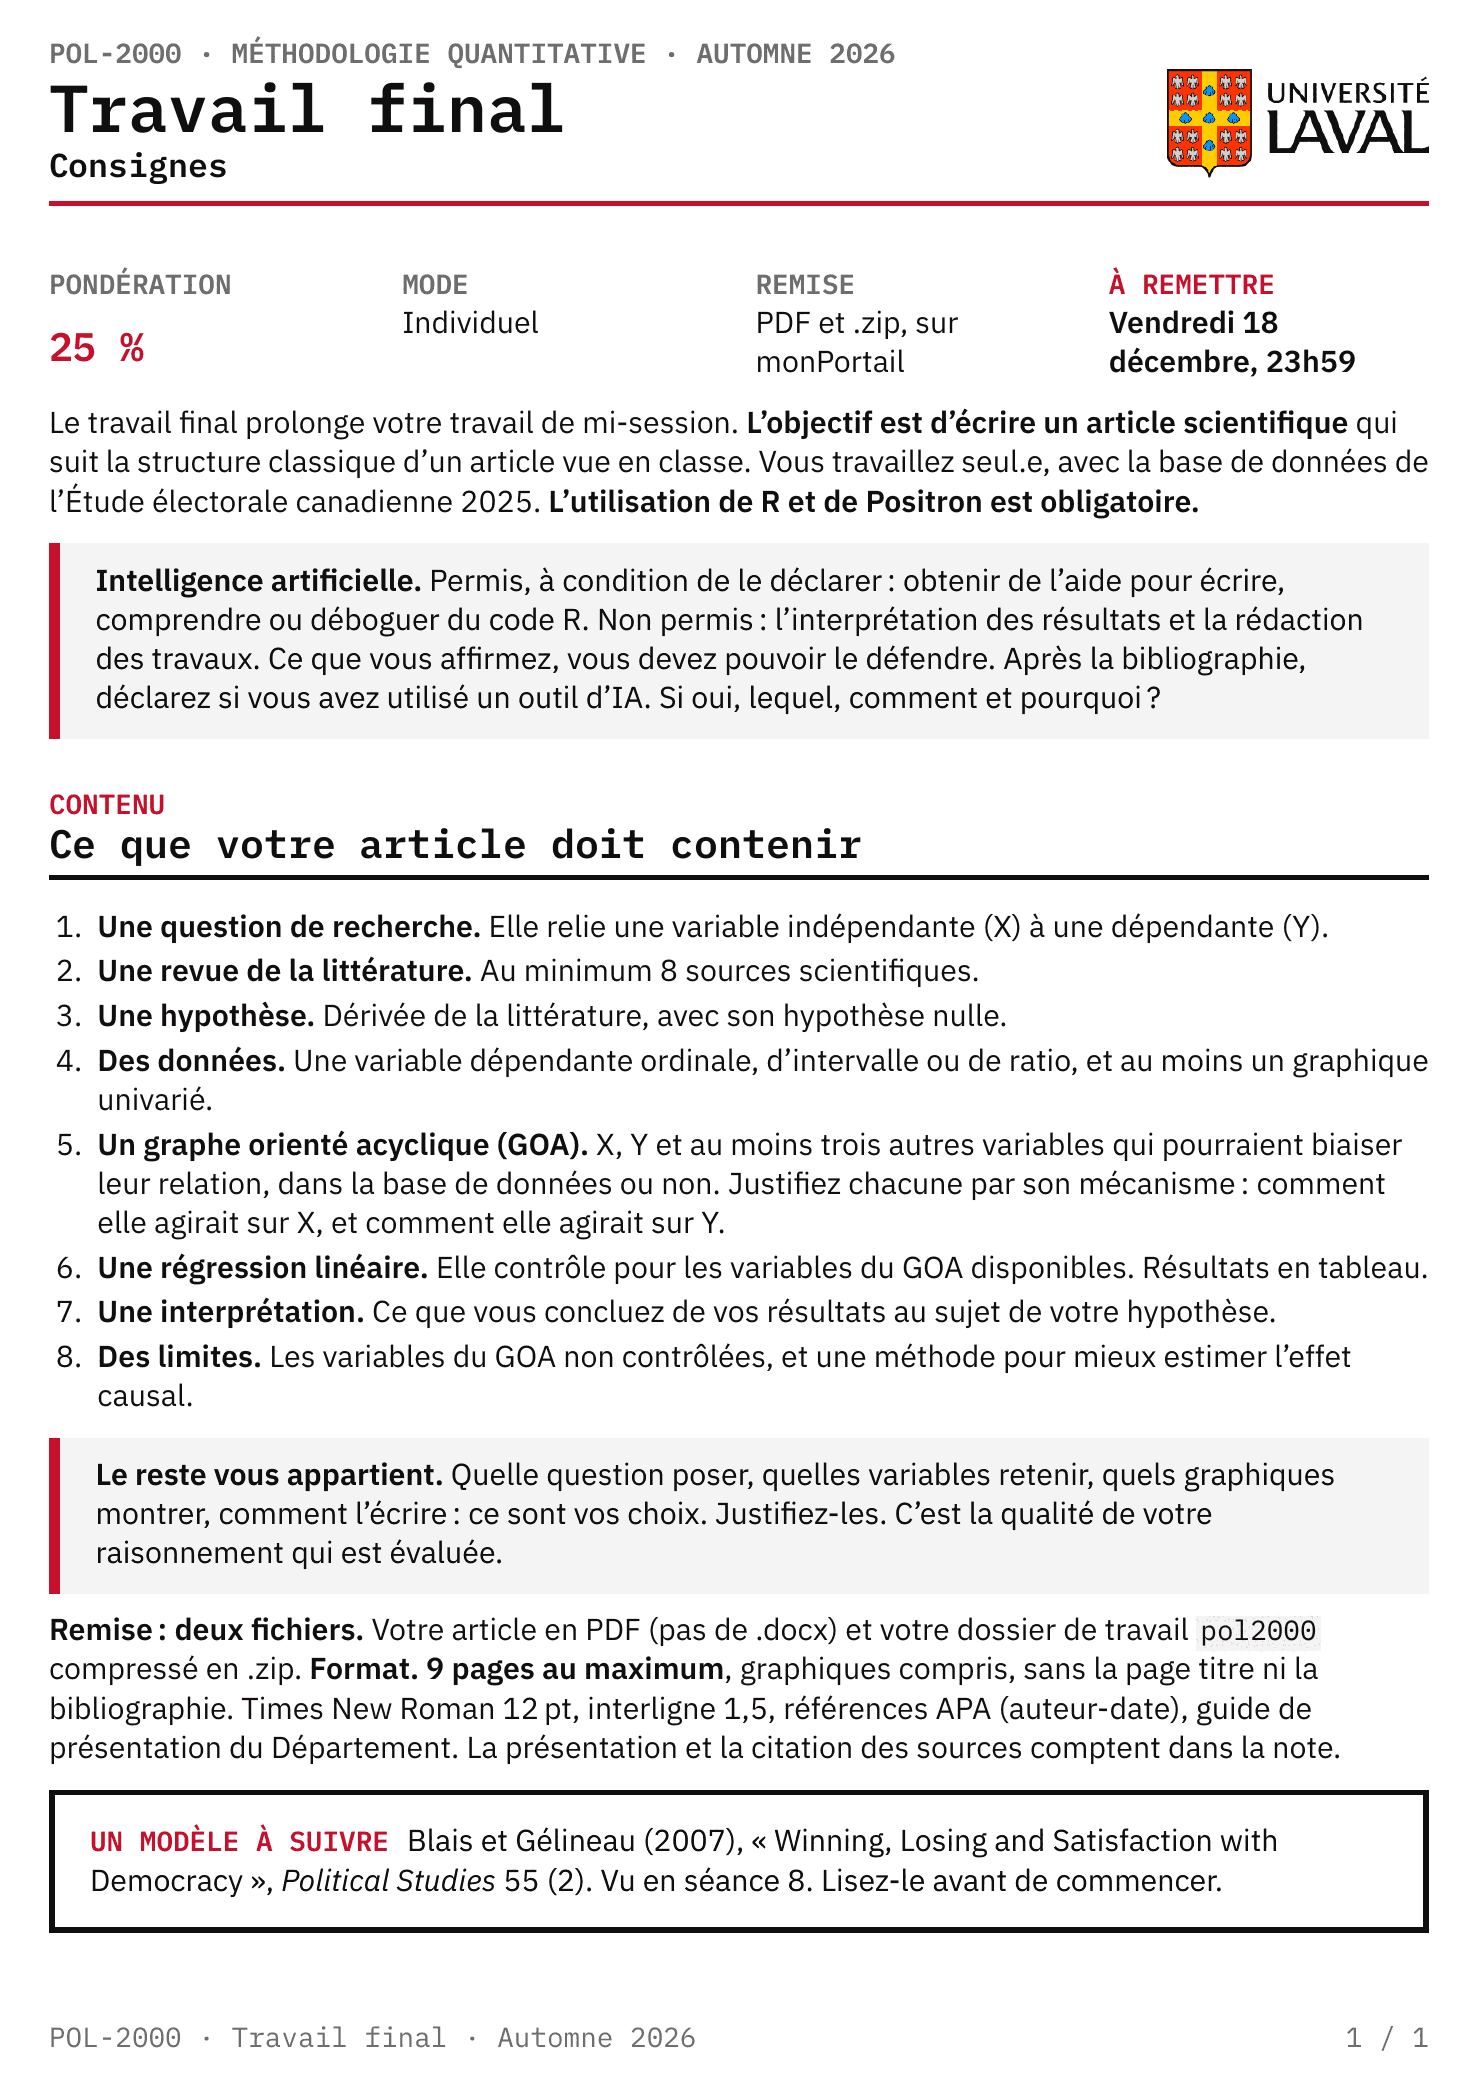 POL-2000 · MÉTHODOLOGIE QUANTITATIVE · AUTOMNE 2026
Travail final
Consignes
UNIVERSITÉ
LAVAL
PONDÉRATION
25 %
MODE
Individuel
REMISE
PDF et .zip, sur
monPortail
À REMETTRE
Vendredi 18
décembre, 23h59
Le travail final prolonge votre travail de mi-session. L’objectif est d’écrire un article scientifique qui
suit la structure classique d’un article vue en classe. Vous travaillez seul.e, avec la base de données de
l’Étude électorale canadienne 2025. L’utilisation de R et de Positron est obligatoire.
Intelligence artificielle. Permis, à condition de le déclarer : obtenir de l’aide pour écrire,
comprendre ou déboguer du code R. Non permis : l’interprétation des résultats et la rédaction
des travaux. Ce que vous affirmez, vous devez pouvoir le défendre. Après la bibliographie,
déclarez si vous avez utilisé un outil d’IA. Si oui, lequel, comment et pourquoi ?
CONTENU
Ce que votre article doit contenir
1. Une question de recherche. Elle relie une variable indépendante (X) à une dépendante (Y).
2. Une revue de la littérature. Au minimum 8 sources scientifiques.
3. Une hypothèse. Dérivée de la littérature, avec son hypothèse nulle.
4. Des données. Une variable dépendante ordinale, d’intervalle ou de ratio, et au moins un graphique
univarié.
5. Un graphe orienté acyclique (GOA). X, Y et au moins trois autres variables qui pourraient biaiser
leur relation, dans la base de données ou non. Justifiez chacune par son mécanisme : comment
elle agirait sur X, et comment elle agirait sur Y.
6. Une régression linéaire. Elle contrôle pour les variables du GOA disponibles. Résultats en tableau.
7. Une interprétation. Ce que vous concluez de vos résultats au sujet de votre hypothèse.
8. Des limites. Les variables du GOA non contrôlées, et une méthode pour mieux estimer l’effet
causal.
Le reste vous appartient. Quelle question poser, quelles variables retenir, quels graphiques
montrer, comment l’écrire : ce sont vos choix. Justifiez-les. C’est la qualité de votre
raisonnement qui est évaluée.
Remise : deux fichiers. Votre article en PDF (pas de .docx) et votre dossier de travail pol2000
compressé en .zip. Format. 9 pages au maximum, graphiques compris, sans la page titre ni la
bibliographie. Times New Roman 12 pt, interligne 1,5, références APA (auteur-date), guide de
présentation du Département. La présentation et la citation des sources comptent dans la note.
UN MODÈLE À SUIVRE Blais et Gélineau (2007), « Winning, Losing and Satisfaction with
Democracy », Political Studies 55 (2). Vu en séance 8. Lisez-le avant de commencer.
POL-2000 · Travail final · Automne 2026
1 / 1